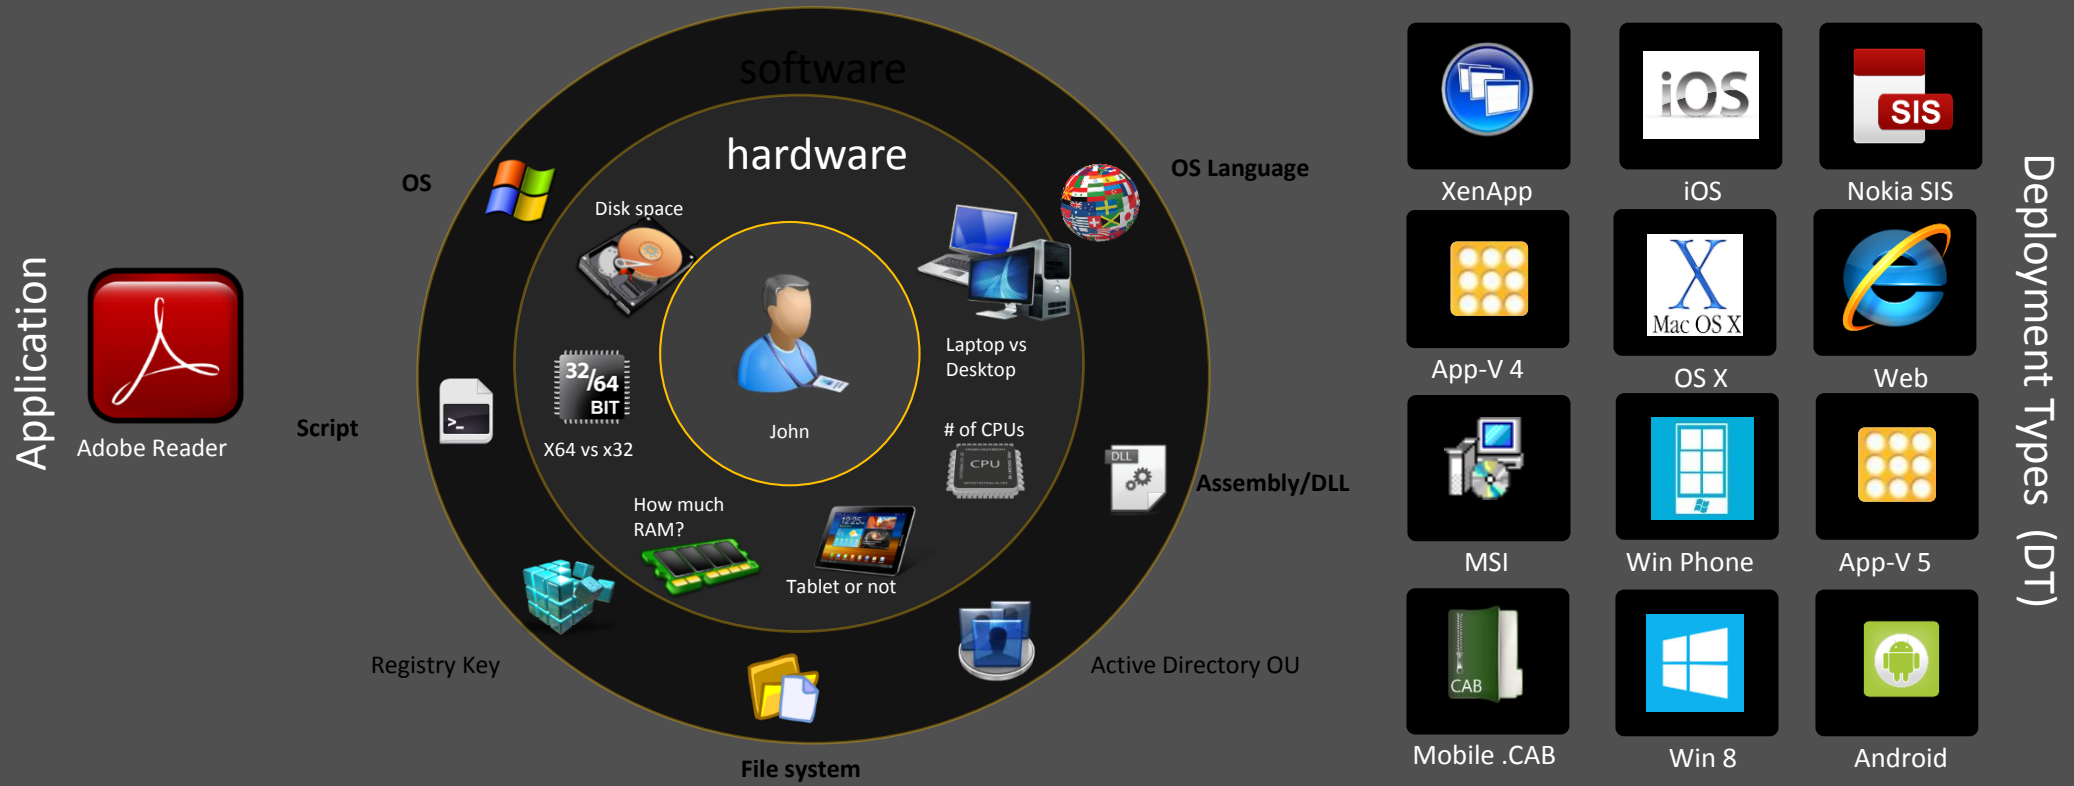 Application
Adobe Reader
software
hardware
OS
OS Language
Disk space
Laptop vs
Desktop
32/64
BIT
X64 vs x32
John
# of CPUs
CPU
Script
DLL
Assembly/DLL
How much
RAM?
12:25
Tablet or not
Registry Key
Active Directory OU
File system
iOS
SIS
XenApp
iOS
Nokia SIS
X
Mac OS X
App-V 4
OS X
Web
MSI
Win Phone
App-V 5
CAB
Mobile .CAB
Win 8
Android
Deployment Types (DT)